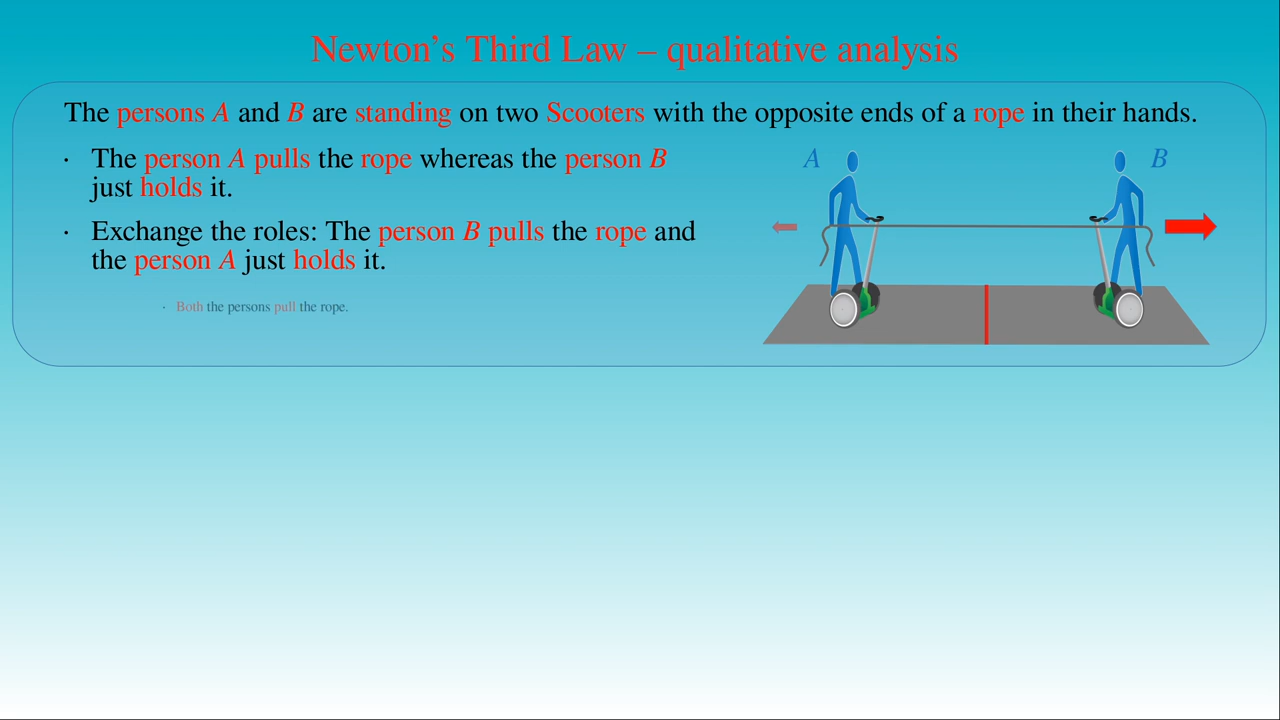 Newton’s Third Law – qualitative analysis
The persons A and B are standing on two Scooters with the opposite ends of a rope in their hands.
· The person A pulls the rope whereas the person B
just holds it.
· Exchange the roles: The person B pulls the rope and
the person A just holds it.
· Both the persons pull the rope.
A
B